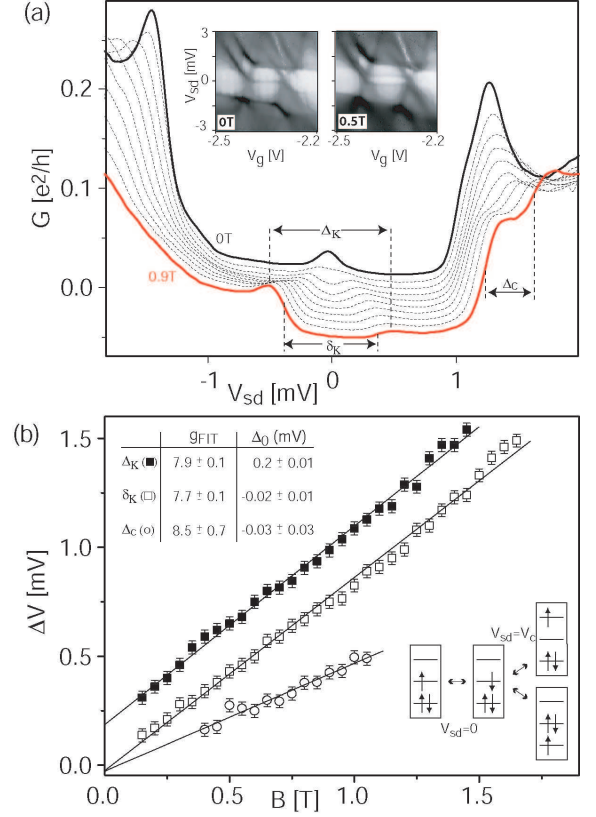 (a)
G [e²/h]
0.2
0.1
0.0
-1
0
1
V_sd [mV]
0T
0.9T
Δ_K
δ_K
Δ_C
V_sd [mV]
3
0
-3
0T
0.5T
-2.5 -2.2
-2.5 -2.2
V_g [V] V_g [V]
(b)
ΔV [mV]
1.5
1.0
0.5
0.0
0.0 0.5 1.0 1.5
B [T]
g_FIT Δ_0 (mV)
Δ_K (■) 7.9 ± 0.1 0.2 ± 0.01
δ_K (□) 7.7 ± 0.1 -0.02 ± 0.01
Δ_C (o) 8.5 ± 0.7 -0.03 ± 0.03
V_sd=V_C
V_sd=0